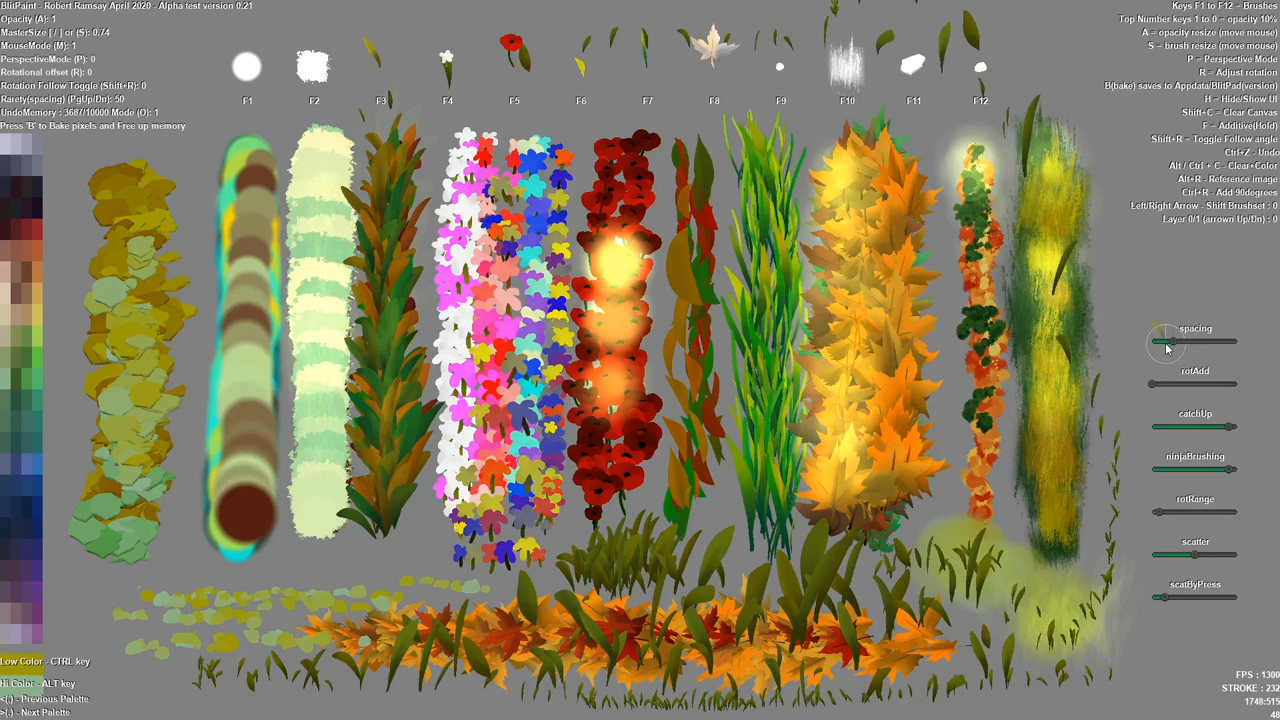 BlitPaint - Robert Ramsay April 2020 - Alpha test version 0.21
Opacity (A): 1
MasterSize [ / ] or (S): 0.74
MouseMode (M): 1
PerspectiveMode (P): 0
Rotational offset (R): 0
Rotation Follow Toggle (Shift+R): 0
Rarety(spacing) (PgUp/Dn): 50
UndoMemory : 3687/10000 Mode (O): 1
Press 'B' to Bake pixels and Free up memory
Keys F1 to F12 = Brushes
Top Number keys 1 to 0 = opacity 10%
A = opacity resize (move mouse)
S = brush resize (move mouse)
P = Perspective Mode
R = Adjust rotation
B(bake) saves to Appdata/BlitPad(version)
H = Hide/Show UI
Shift+C = Clear Canvas
F = Additive(Hold)
Shift+R = Toggle Follow angle
Ctrl+Z - Undo
Alt / Ctrl + C - Clear+Color
Alt+R - Reference image
Ctrl+R - Add 90degrees
Left/Right Arrow - Shift Brushset : 0
Layer 0/1 (arrown Up/Dn) : 0
F1 F2 F3 F4 F5 F6 F7 F8 F9 F10 F11 F12
spacing
rotAdd
catchUp
ninjaBrushing
rotRange
scatter
scatByPress
Low Color - CTRL key
Hi Color - ALT key
<(,) - Previous Palette
>(.) - Next Palette
FPS : 1300
STROKE : 232
1748:515
48